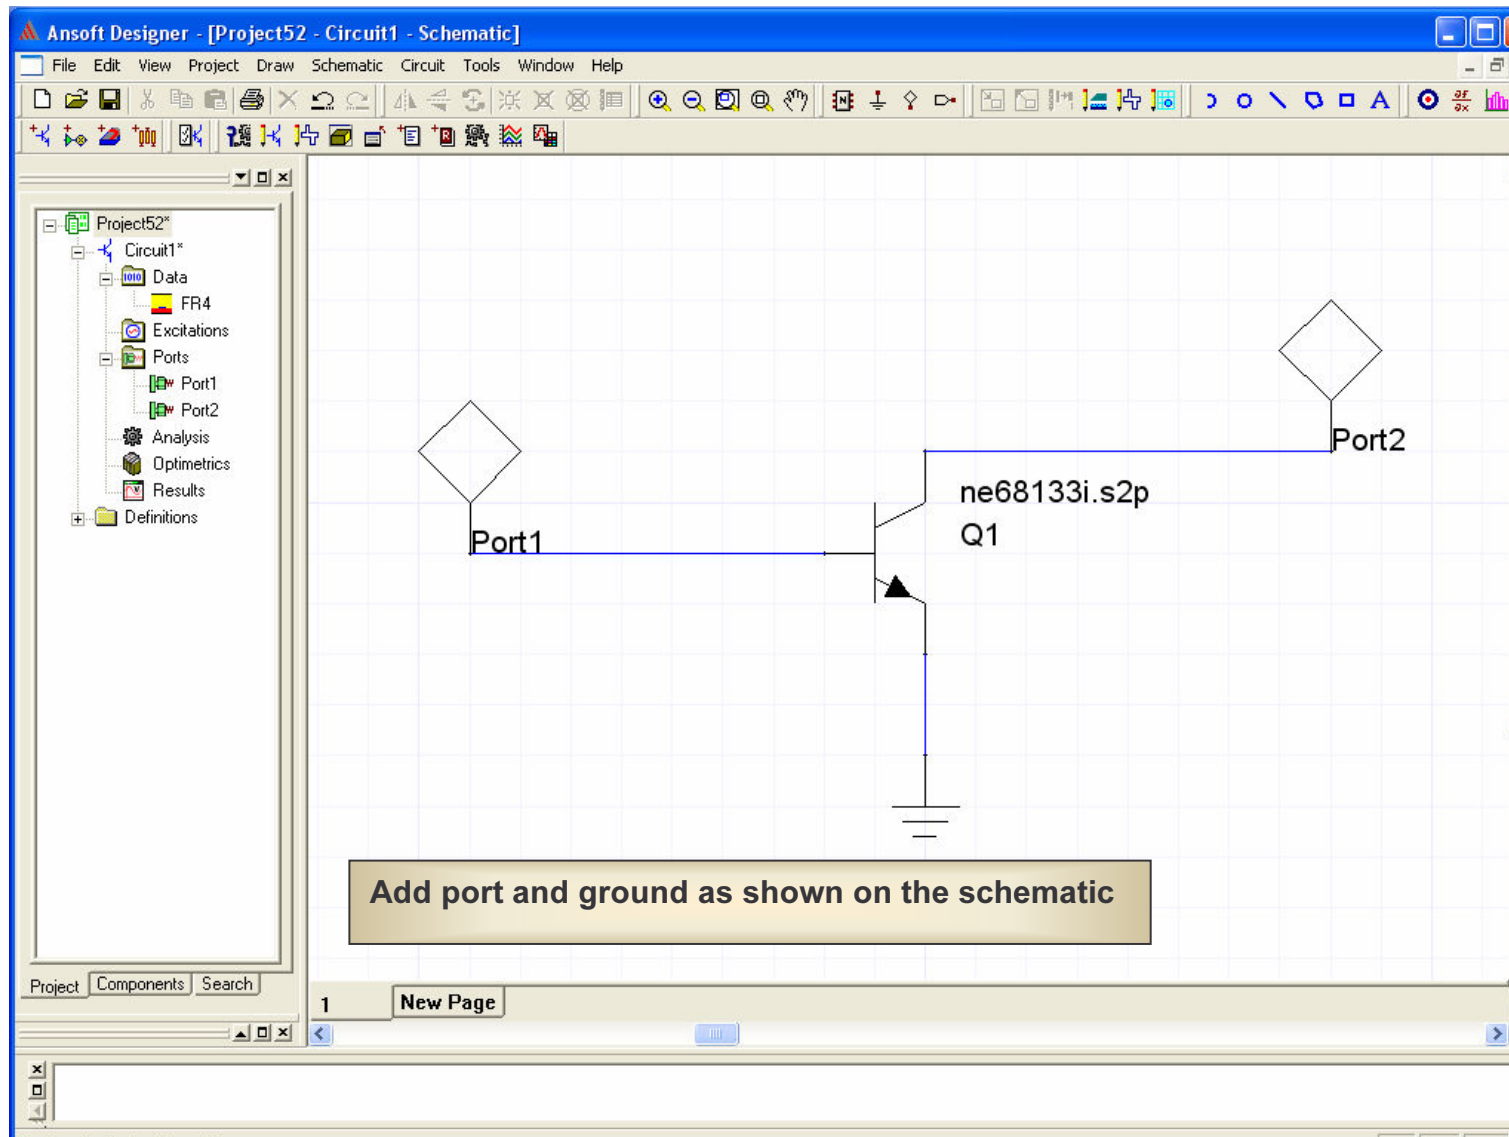 Ansoft Designer - [Project52 - Circuit1 - Schematic]
File Edit View Project Draw Schematic Circuit Tools Window Help
Project52*
Circuit1*
Data
FR4
Excitations
Ports
Port1
Port2
Analysis
Optimetrics
Results
Definitions
Port2
ne68133i.s2p
Q1
Port1
Add port and ground as shown on the schematic
Project Components Search
1 New Page